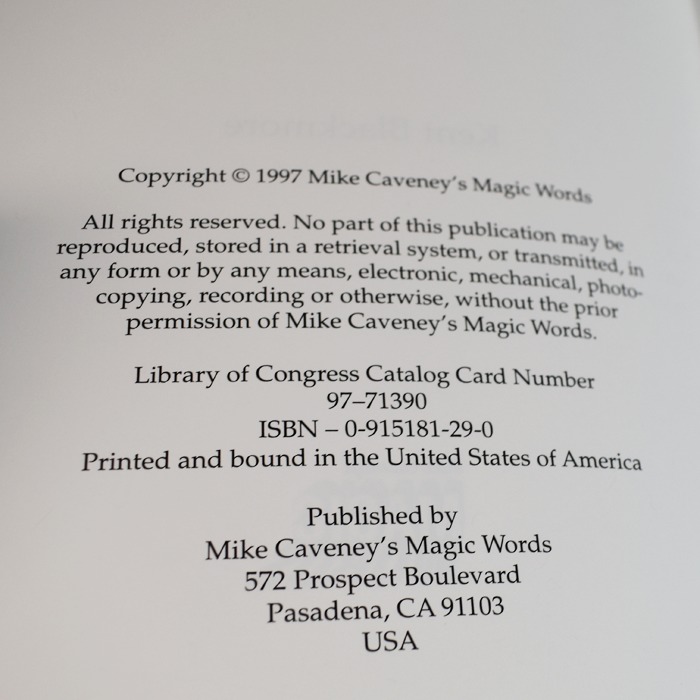 Copyright © 1997 Mike Caveney's Magic Words
All rights reserved. No part of this publication may be
reproduced, stored in a retrieval system, or transmitted, in
any form or by any means, electronic, mechanical, photo-
copying, recording or otherwise, without the prior
permission of Mike Caveney's Magic Words.
Library of Congress Catalog Card Number
97–71390
ISBN – 0-915181-29-0
Printed and bound in the United States of America
Published by
Mike Caveney's Magic Words
572 Prospect Boulevard
Pasadena, CA 91103
USA